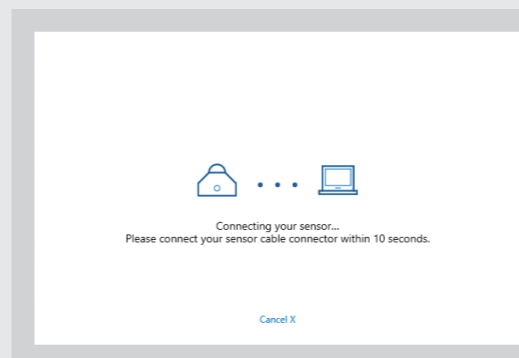 Connecting your sensor...
Please connect your sensor cable connector within 10 seconds.
Cancel X